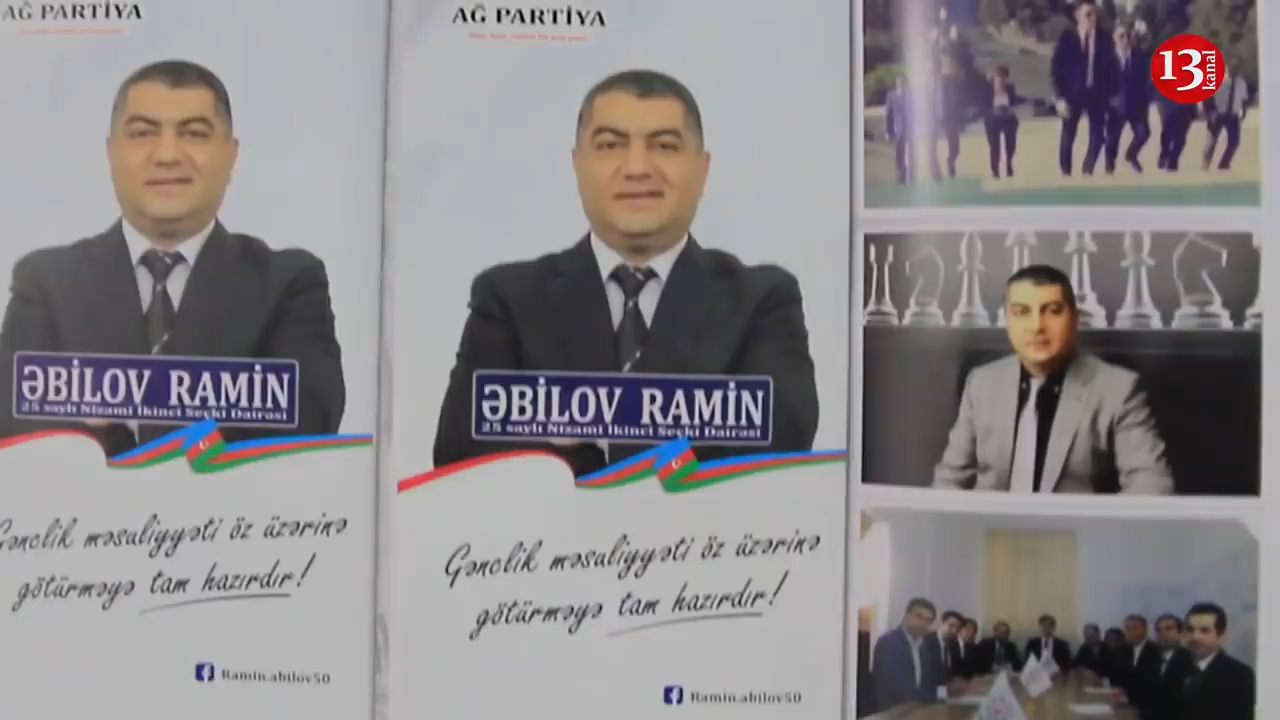 AĞ PARTİYA
ƏBİLOV RAMİN
25 saylı Nizami İkinci Seçki Dairəsi
Gənclik məsuliyyəti öz üzərinə
götürməyə tam hazırdır!
Ramin.abilov50
AĞ PARTİYA
ƏBİLOV RAMİN
25 saylı Nizami İkinci Seçki Dairəsi
Gənclik məsuliyyəti öz üzərinə
götürməyə tam hazırdır!
Ramin.abilov50
13 kanal